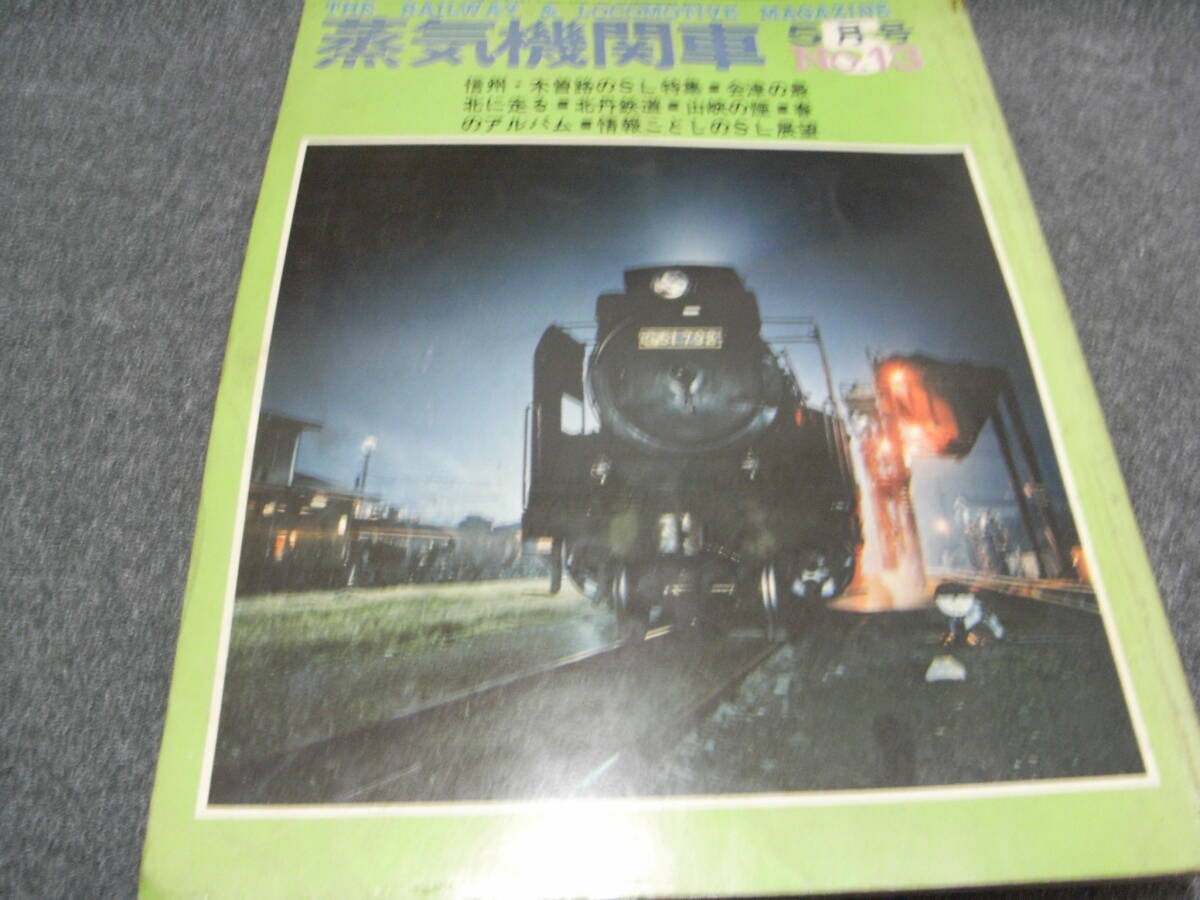 THE RAILWAY & LOCOMOTIVE MAGAZINE
蒸気機関車
5月号
No.13
信州・木曽路のSL特集■会津の
北に走る■北丹鉄道■山峡の ■春
のアルバム■情報ことしのSL展望
D51 798